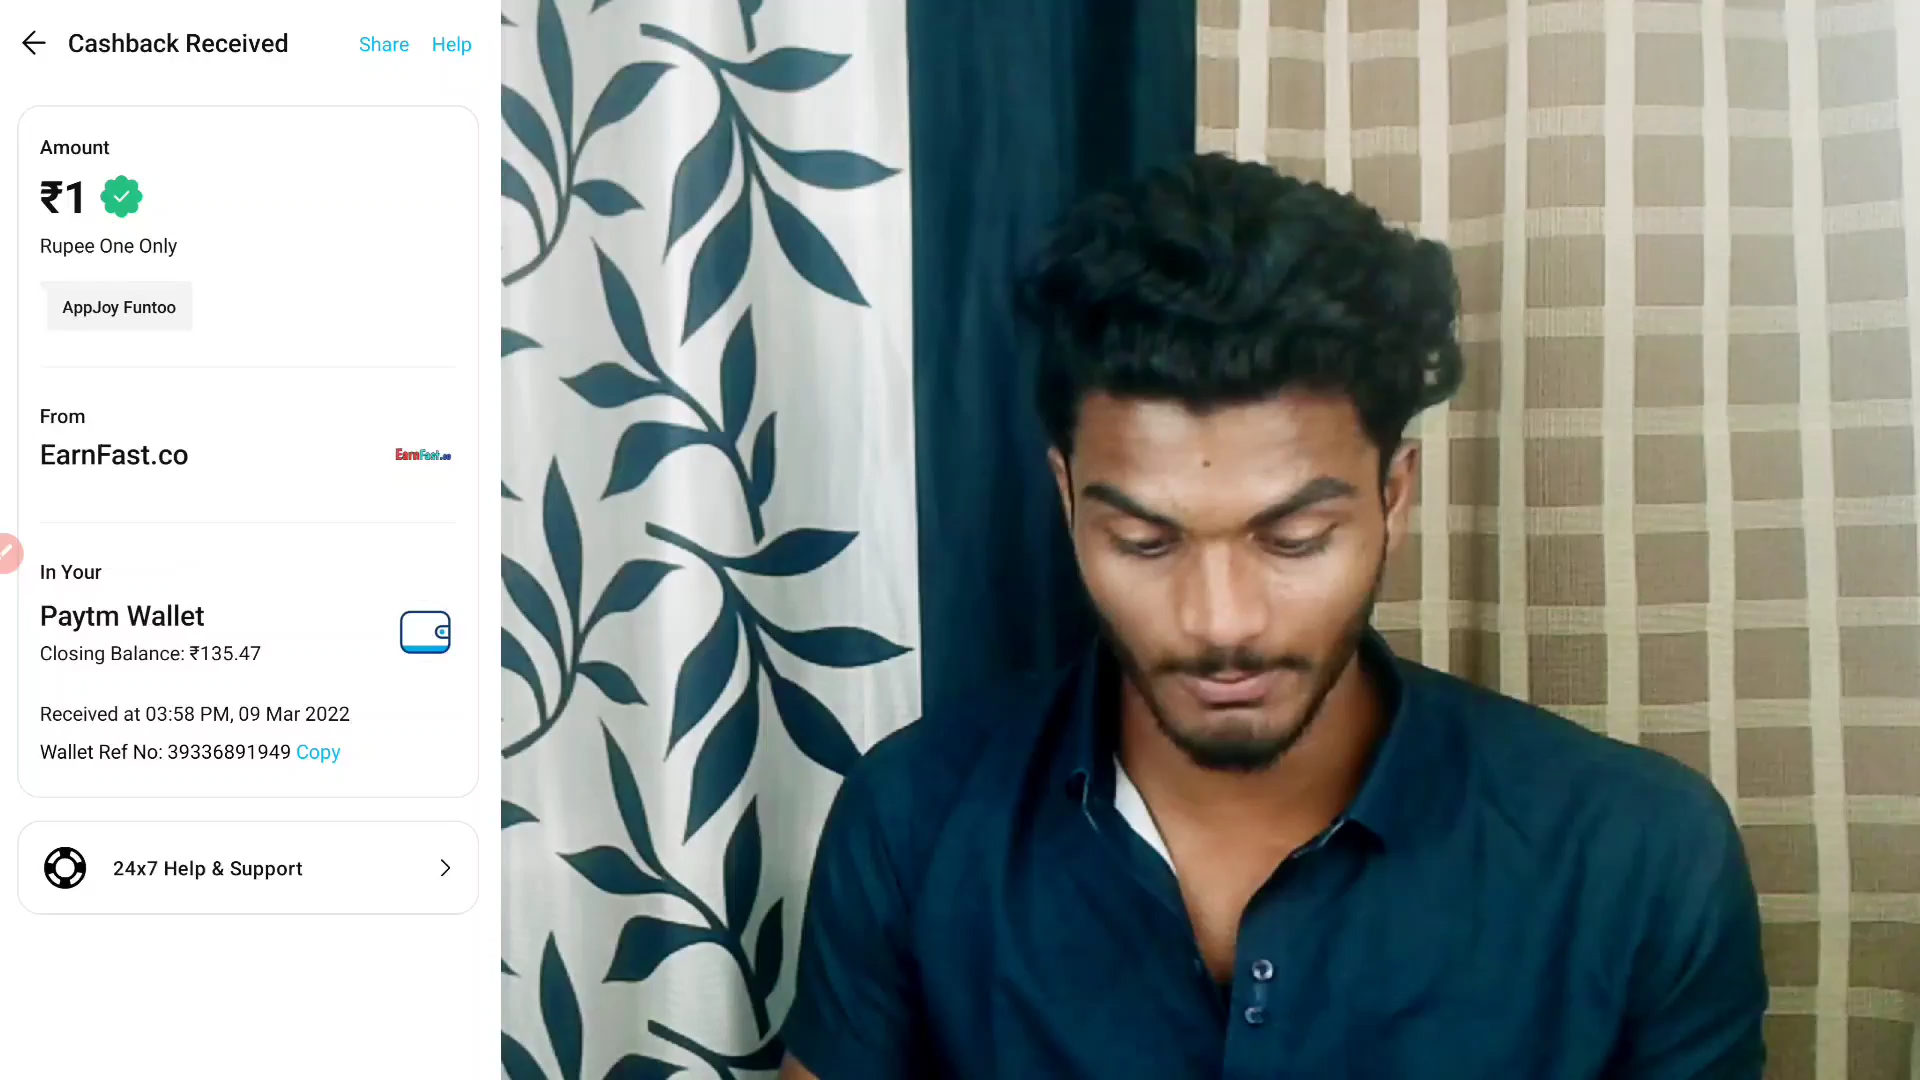 Cashback Received
Share
Help
Amount
₹1
Rupee One Only
AppJoy Funtoo
From
EarnFast.co
EarnFast.co
In Your
Paytm Wallet
Closing Balance: ₹135.47
Received at 03:58 PM, 09 Mar 2022
Wallet Ref No: 39336891949 Copy
24x7 Help & Support